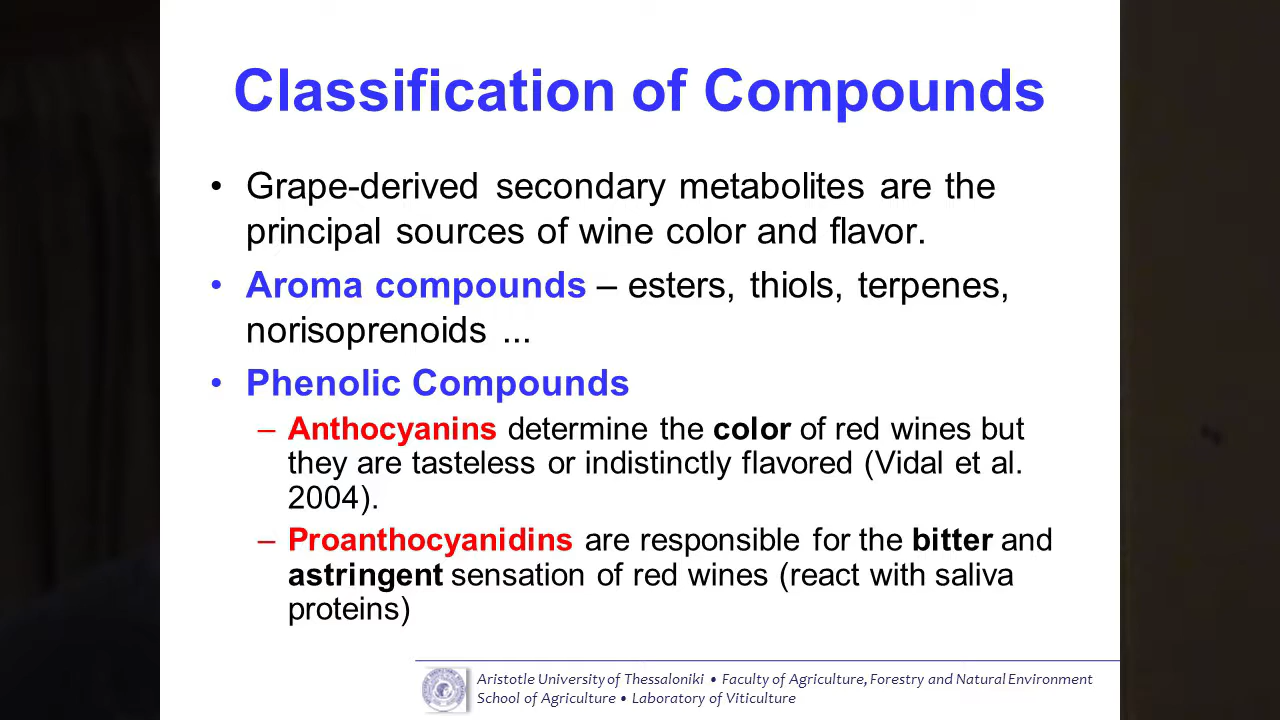 Classification of Compounds
• Grape-derived secondary metabolites are the
principal sources of wine color and flavor.
• Aroma compounds – esters, thiols, terpenes,
norisoprenoids ...
• Phenolic Compounds
– Anthocyanins determine the color of red wines but
they are tasteless or indistinctly flavored (Vidal et al.
2004).
– Proanthocyanidins are responsible for the bitter and
astringent sensation of red wines (react with saliva
proteins)
Aristotle University of Thessaloniki • Faculty of Agriculture, Forestry and Natural Environment
School of Agriculture • Laboratory of Viticulture